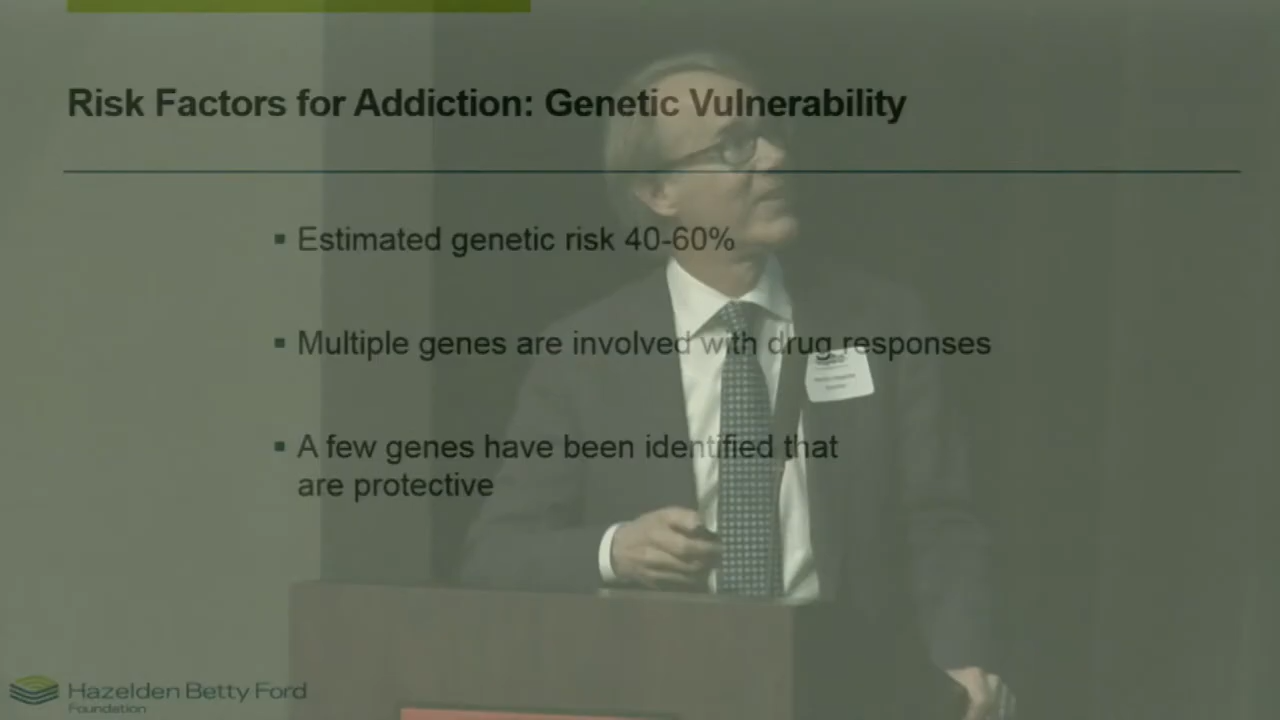 Risk Factors for Addiction: Genetic Vulnerability
▪ Estimated genetic risk 40-60%
▪ Multiple genes are involved with drug responses
▪ A few genes have been identified that
are protective
Hazelden Betty Ford
Foundation